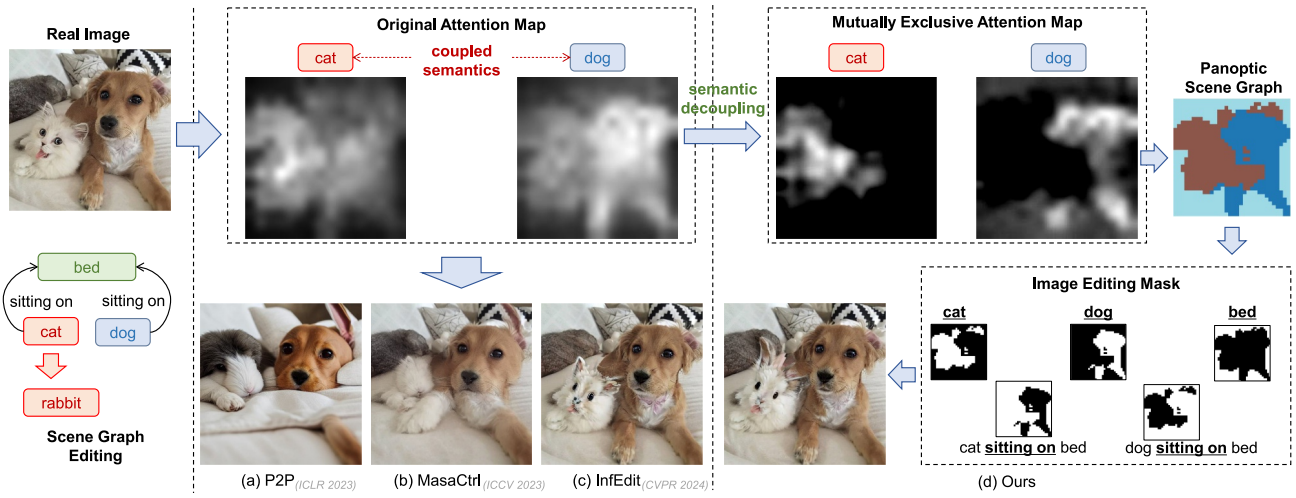 Real Image
Original Attention Map
cat
coupled
semantics
dog
semantic
decoupling
Mutually Exclusive Attention Map
cat
dog
Panoptic
Scene Graph
bed
sitting on
sitting on
cat
dog
rabbit
Scene Graph
Editing
(a) P2P(ICLR 2023)
(b) MasaCtrl(ICCV 2023)
(c) InfEdit(CVPR 2024)
Image Editing Mask
cat
dog
bed
cat sitting on bed
dog sitting on bed
(d) Ours